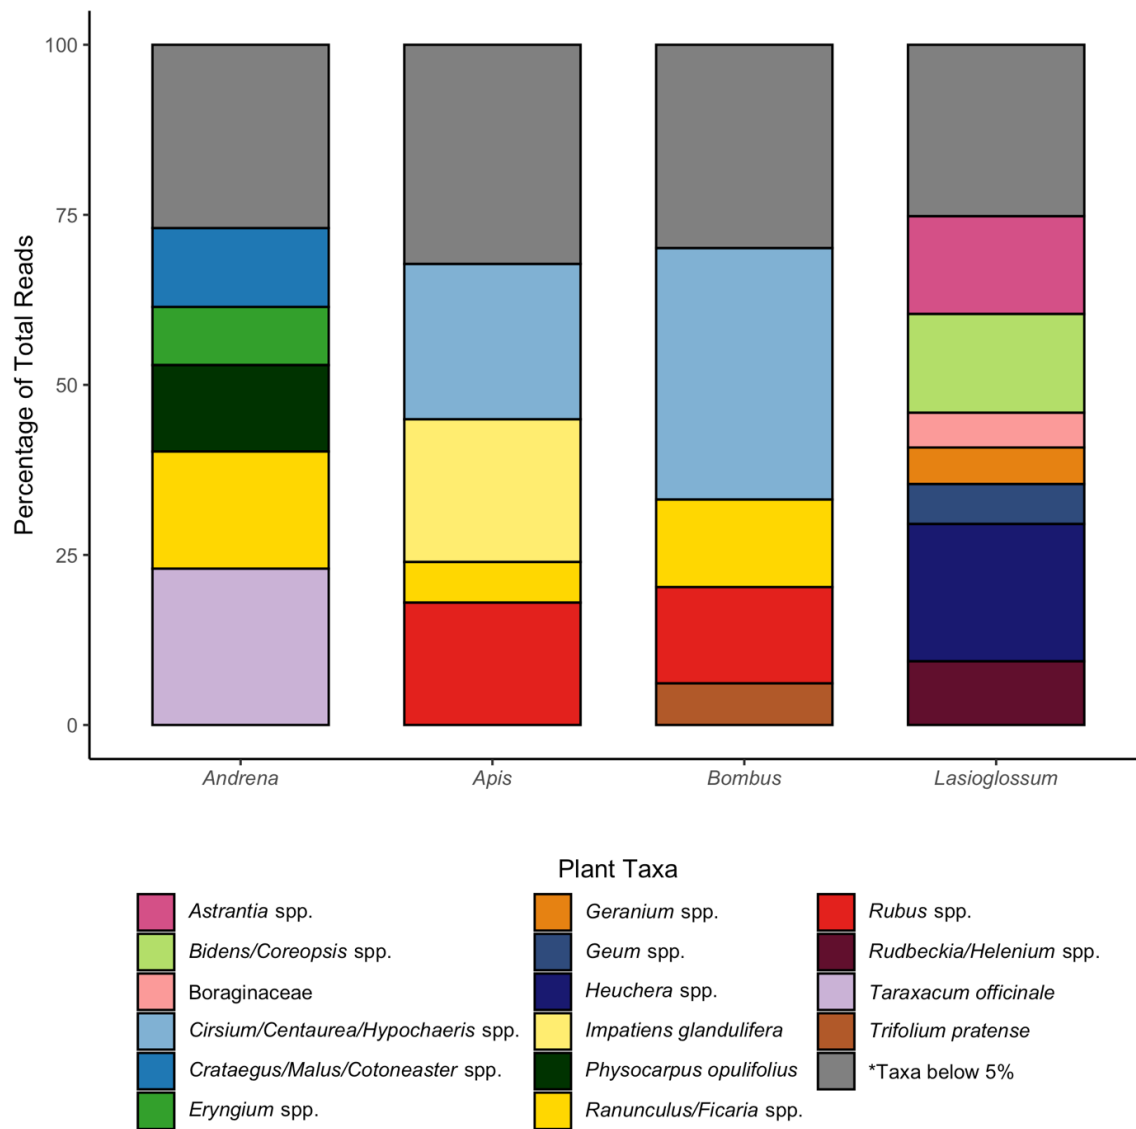 100
75
50
25
0
Percentage of Total Reads
Andrena
Apis
Bombus
Lasioglossum
Plant Taxa
Astrantia spp.
Bidens/Coreopsis spp.
Boraginaceae
Cirsium/Centaurea/Hypochaeris spp.
Crataegus/Malus/Cotoneaster spp.
Eryngium spp.
Geranium spp.
Geum spp.
Heuchera spp.
Impatiens glandulifera
Physocarpus opulifolius
Ranunculus/Ficaria spp.
Rubus spp.
Rudbeckia/Helenium spp.
Taraxacum officinale
Trifolium pratense
*Taxa below 5%